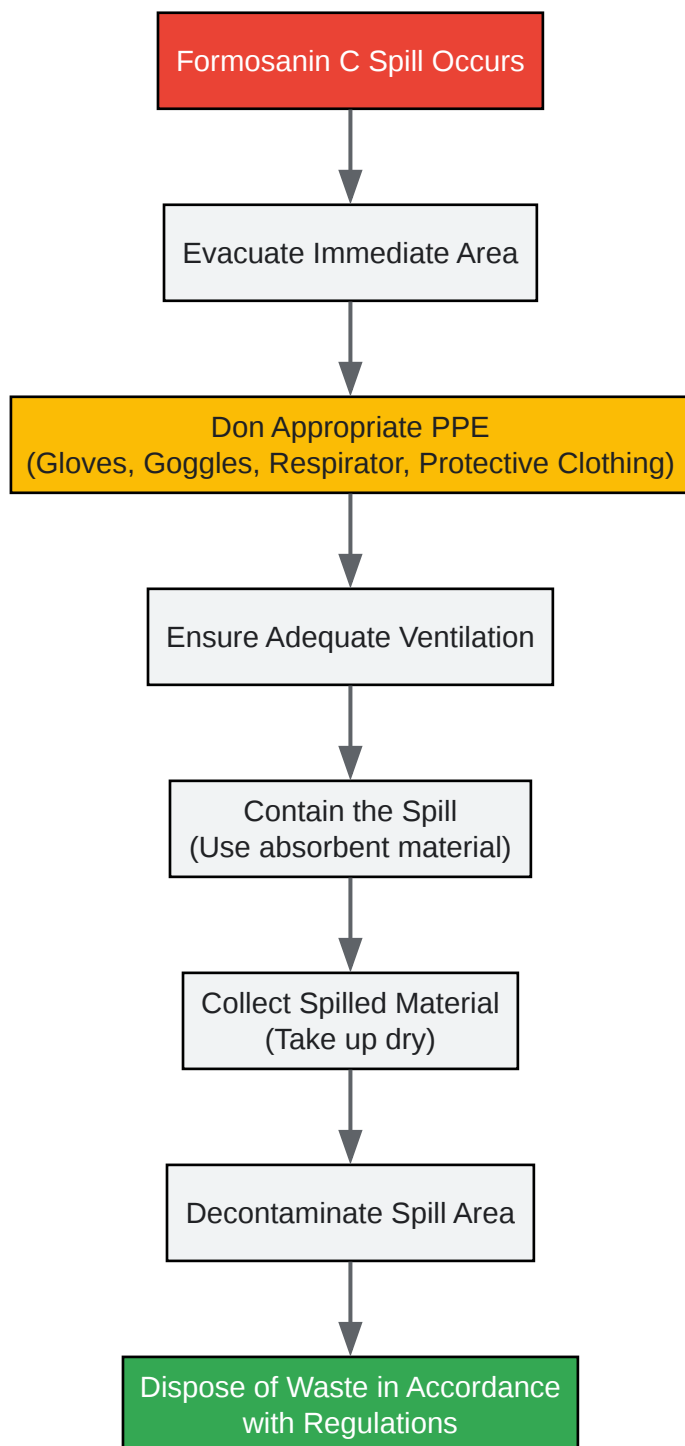 Formosanin C Spill Occurs
Evacuate Immediate Area
Don Appropriate PPE
(Gloves, Goggles, Respirator, Protective Clothing)
Ensure Adequate Ventilation
Contain the Spill
(Use absorbent material)
Collect Spilled Material
(Take up dry)
Decontaminate Spill Area
Dispose of Waste in Accordance
with Regulations